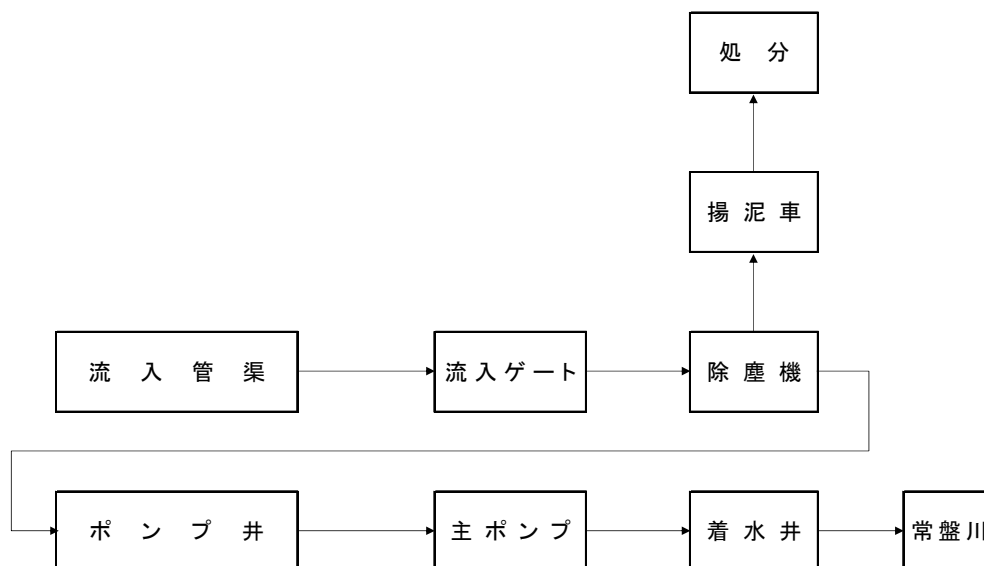 処分
揚泥車
流入管渠
流入ゲート
除塵機
ポンプ井
主ポンプ
着水井
常盤川